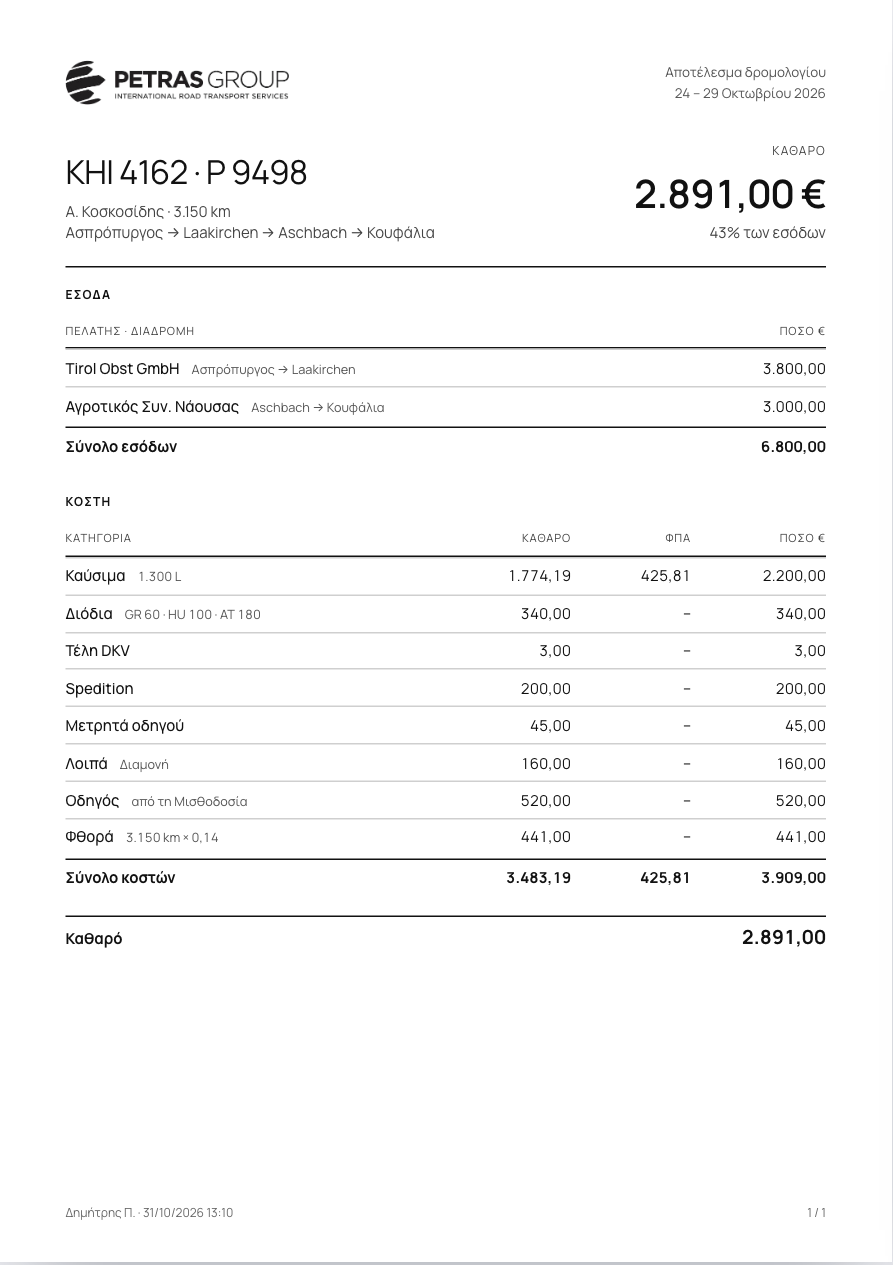 PETRAS GROUP
INTERNATIONAL ROAD TRANSPORT SERVICES
Αποτέλεσμα δρομολογίου
24 – 29 Οκτωβρίου 2026
ΚΑΘΑΡΟ
KHI 4162 · P 9498
2.891,00 €
Α. Κοσκοσίδης · 3.150 km
Ασπρόπυργος → Laakirchen → Aschbach → Κουφάλια
43% των εσόδων
ΕΣΟΔΑ
ΠΕΛΑΤΗΣ · ΔΙΑΔΡΟΜΗ ΠΟΣΟ €
Tirol Obst GmbH Ασπρόπυργος → Laakirchen 3.800,00
Αγροτικός Συν. Νάουσας Aschbach → Κουφάλια 3.000,00
Σύνολο εσόδων 6.800,00
ΚΟΣΤΗ
ΚΑΤΗΓΟΡΙΑ ΚΑΘΑΡΟ ΦΠΑ ΠΟΣΟ €
Καύσιμα 1.300 L 1.774,19 425,81 2.200,00
Διόδια GR 60 · HU 100 · AT 180 340,00 – 340,00
Τέλη DKV 3,00 – 3,00
Spedition 200,00 – 200,00
Μετρητά οδηγού 45,00 – 45,00
Λοιπά Διαμονή 160,00 – 160,00
Οδηγός από τη Μισθοδοσία 520,00 – 520,00
Φθορά 3.150 km × 0,14 441,00 – 441,00
Σύνολο κοστών 3.483,19 425,81 3.909,00
Καθαρό 2.891,00
Δημήτρης Π. · 31/10/2026 13:10 1 / 1